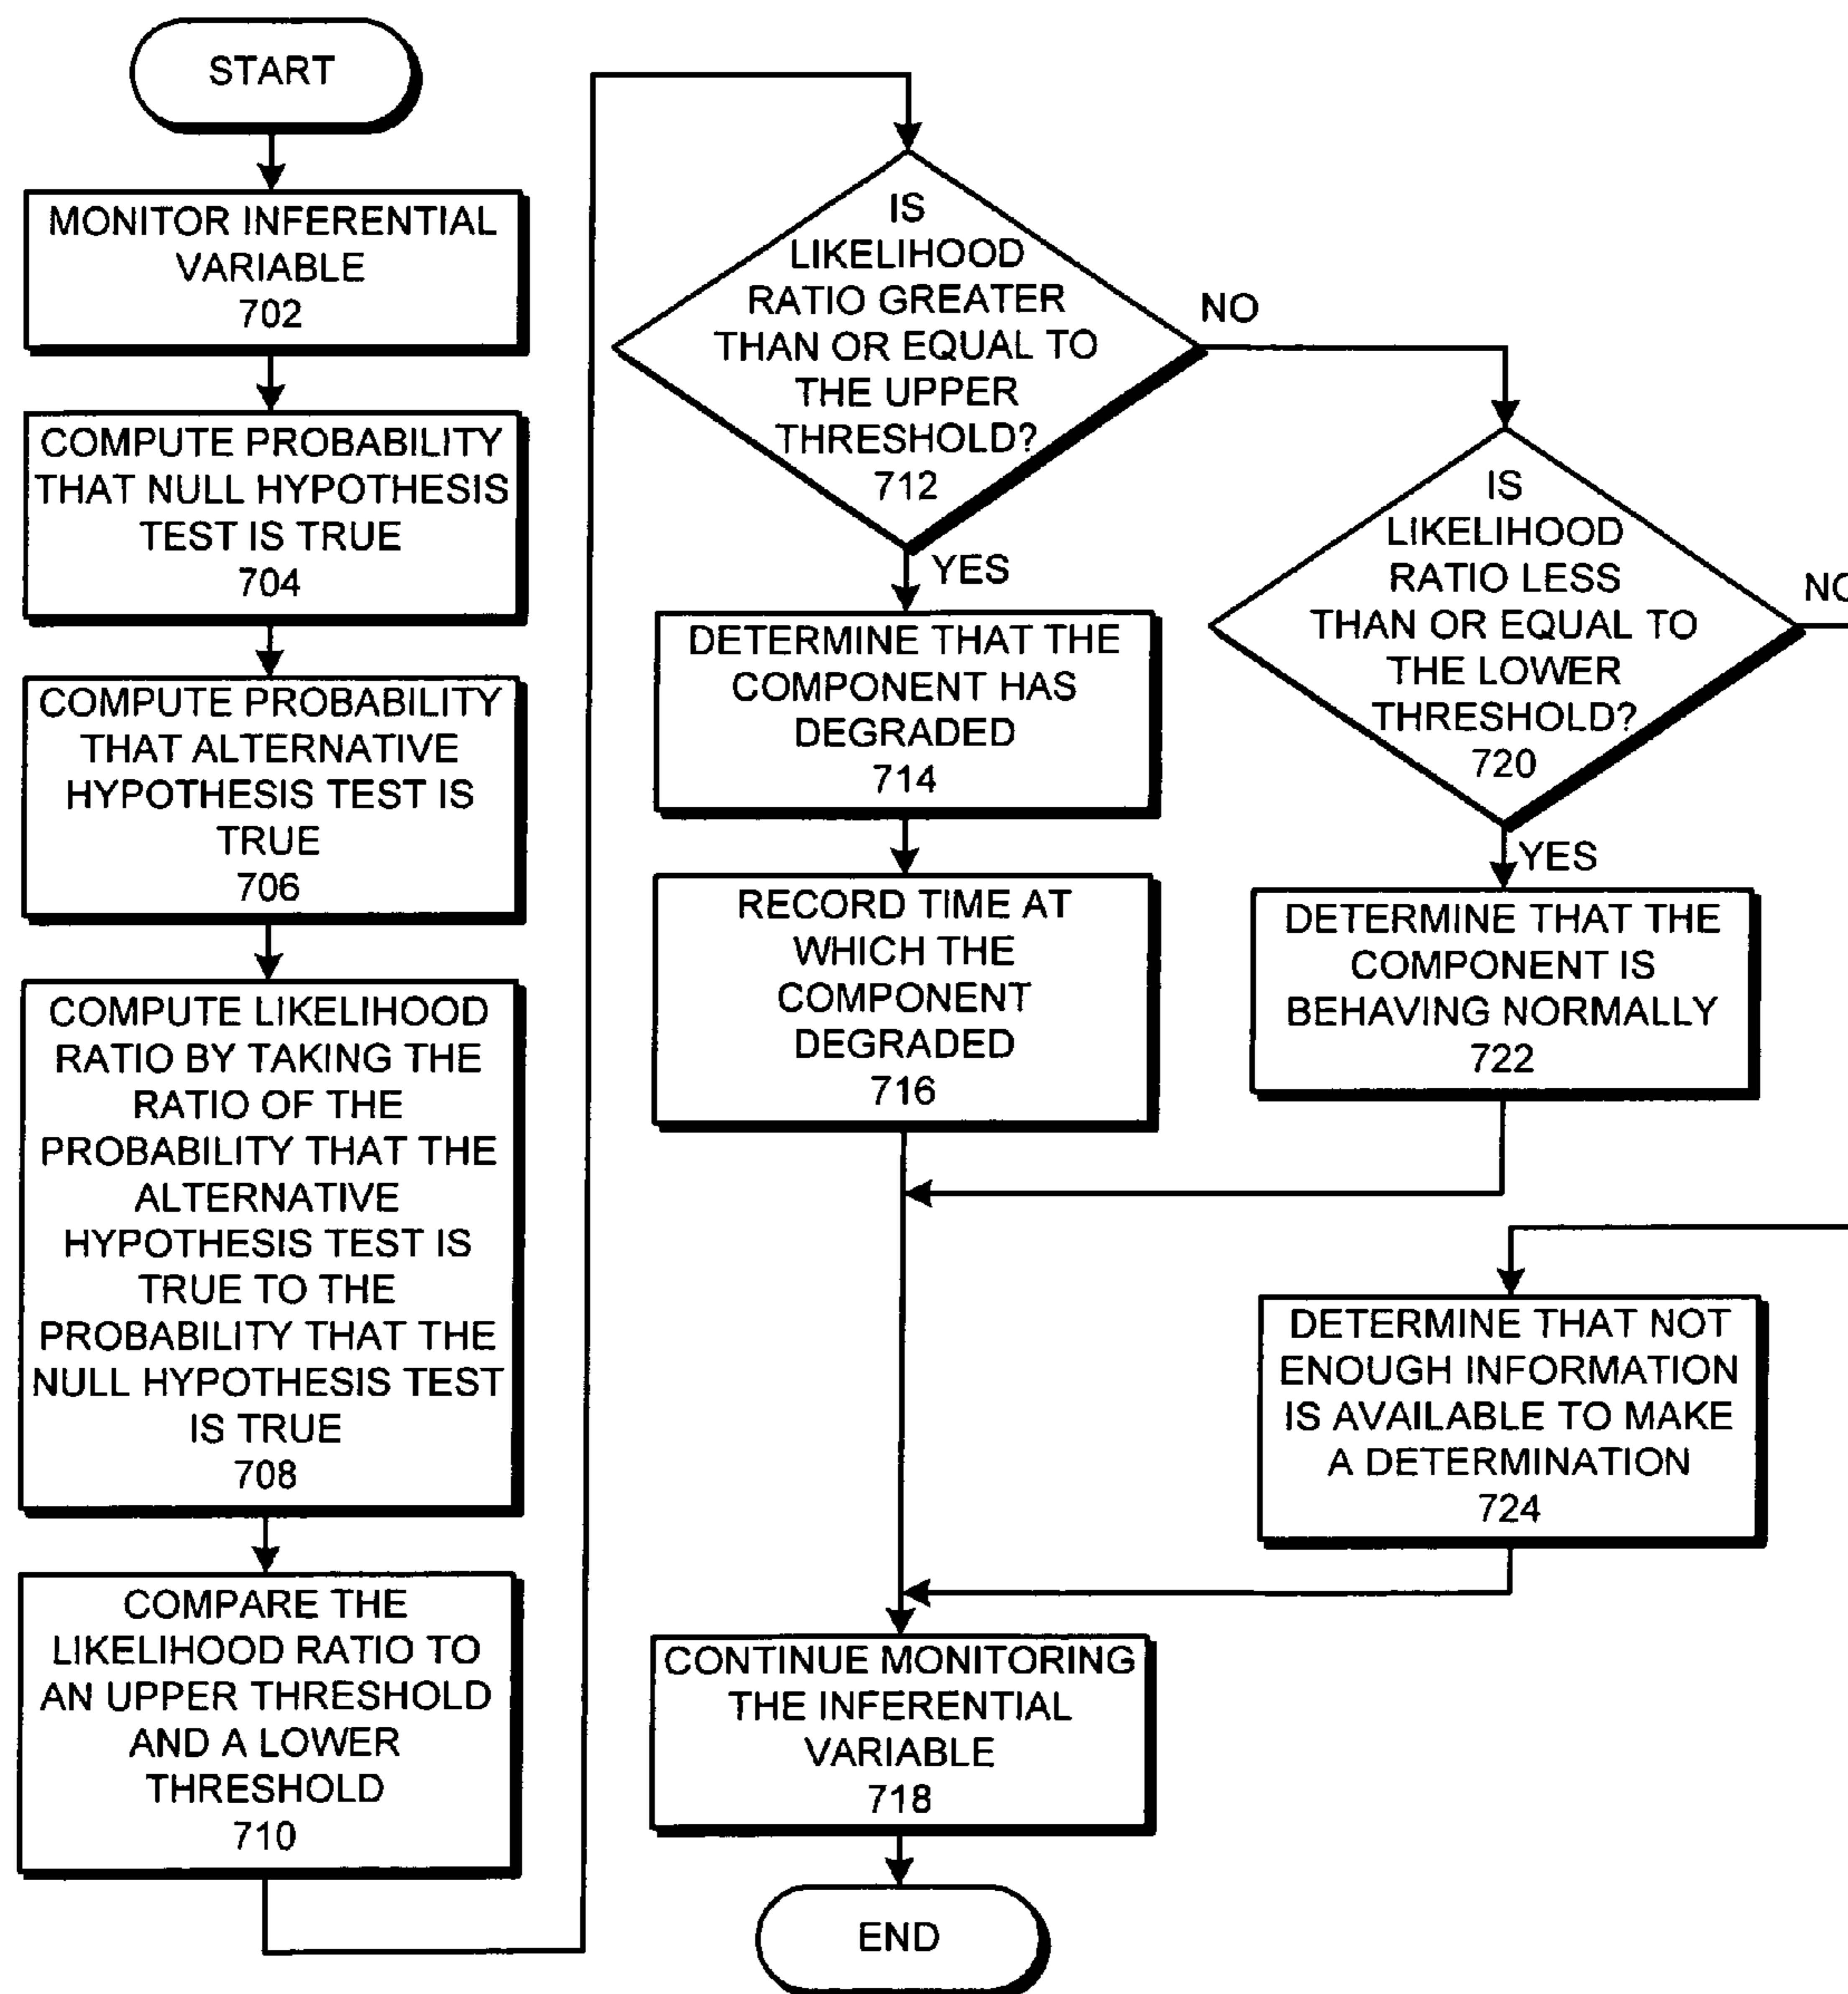 START
MONITOR INFERENTIAL
VARIABLE
702
COMPUTE PROBABILITY
THAT NULL HYPOTHESIS
TEST IS TRUE
704
COMPUTE PROBABILITY
THAT ALTERNATIVE
HYPOTHESIS TEST IS
TRUE
706
COMPUTE LIKELIHOOD
RATIO BY TAKING THE
RATIO OF THE
PROBABILITY THAT THE
ALTERNATIVE
HYPOTHESIS TEST IS
TRUE TO THE
PROBABILITY THAT THE
NULL HYPOTHESIS TEST
IS TRUE
708
COMPARE THE
LIKELIHOOD RATIO TO
AN UPPER THRESHOLD
AND A LOWER
THRESHOLD
710
IS
LIKELIHOOD
RATIO GREATER
THAN OR EQUAL TO
THE UPPER
THRESHOLD?
712
NO
YES
DETERMINE THAT THE
COMPONENT HAS
DEGRADED
714
RECORD TIME AT
WHICH THE
COMPONENT
DEGRADED
716
IS
LIKELIHOOD
RATIO LESS
THAN OR EQUAL TO
THE LOWER
THRESHOLD?
720
NO
YES
DETERMINE THAT THE
COMPONENT IS
BEHAVING NORMALLY
722
DETERMINE THAT NOT
ENOUGH INFORMATION
IS AVAILABLE TO MAKE
A DETERMINATION
724
CONTINUE MONITORING
THE INFERENTIAL
VARIABLE
718
END